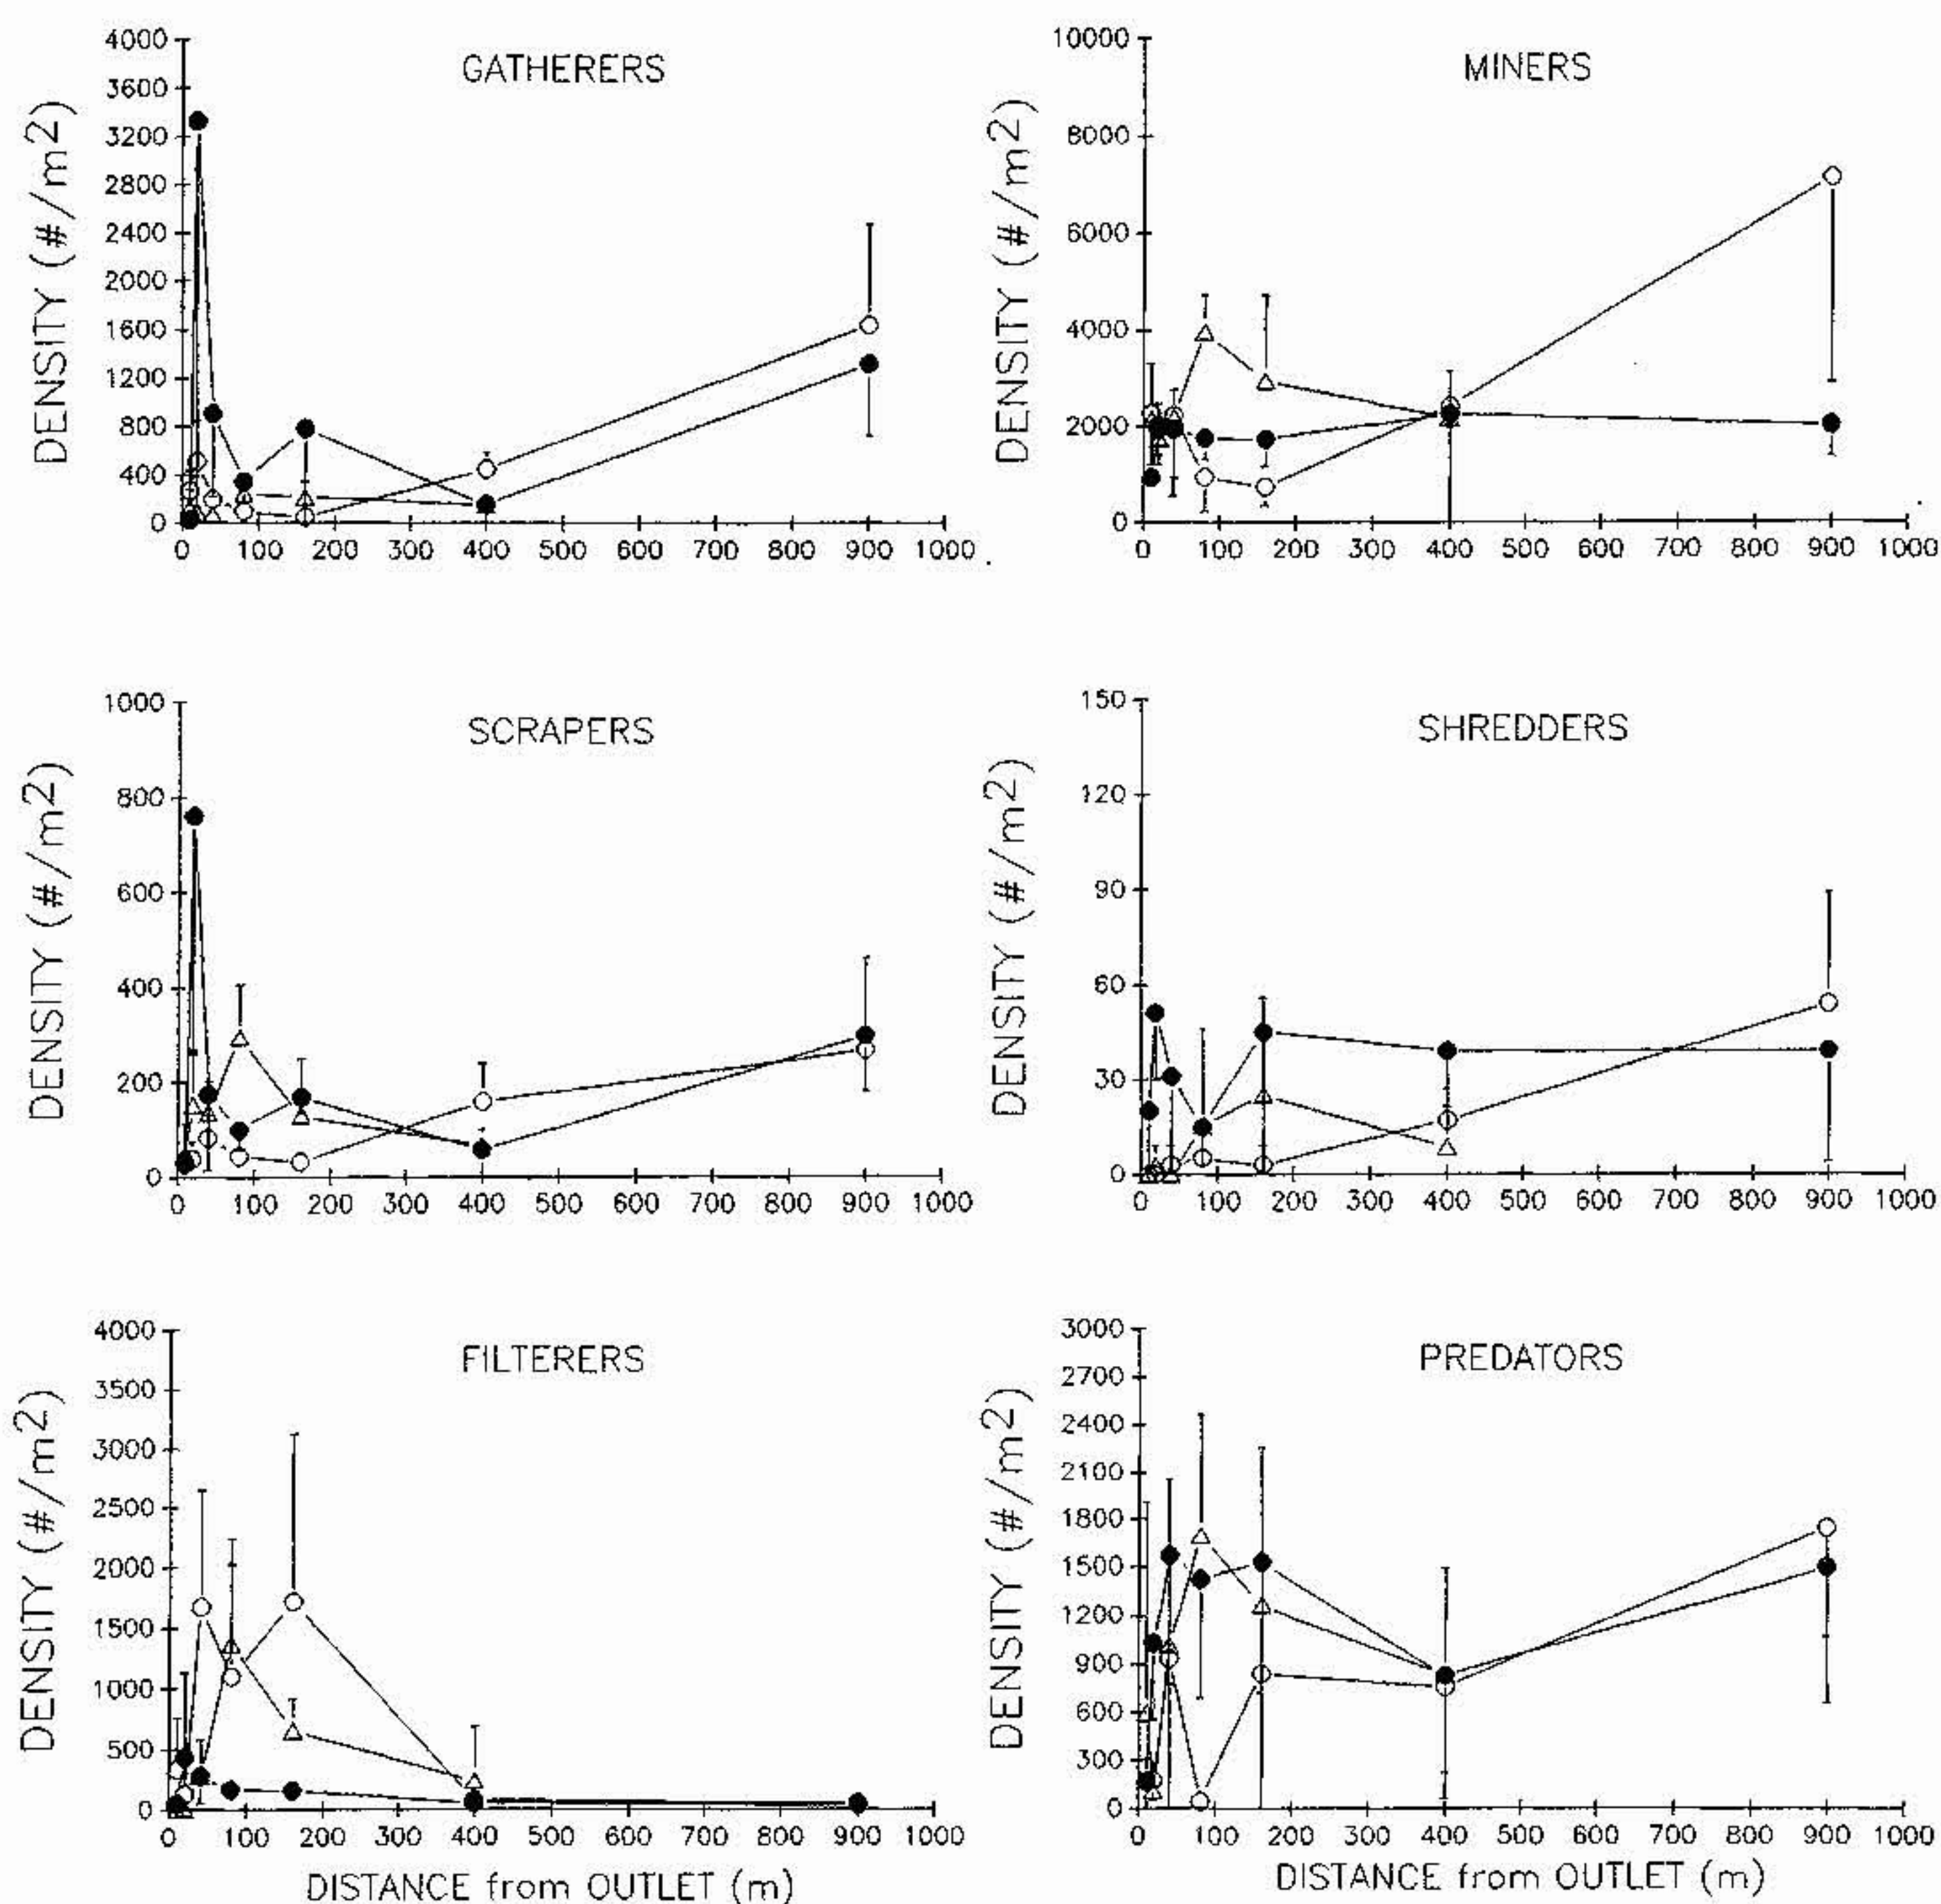 GATHERERS
DENSITY (#/m2)
4000
3600
3200
2800
2400
2000
1600
1200
800
400
0
0 100 200 300 400 500 600 700 800 900 1000
MINERS
DENSITY (#/m2)
10000
8000
6000
4000
2000
0
0 100 200 300 400 500 600 700 800 900 1000
SCRAPERS
DENSITY (#/m2)
1000
800
600
400
200
0
0 100 200 300 400 500 600 700 800 900 1000
SHREDDERS
DENSITY (#/m2)
150
120
90
60
30
0
0 100 200 300 400 500 600 700 800 900 1000
FILTERERS
DENSITY (#/m2)
4000
3500
3000
2500
2000
1500
1000
500
0
0 100 200 300 400 500 600 700 800 900 1000
DISTANCE from OUTLET (m)
PREDATORS
DENSITY (#/m2)
3000
2700
2400
2100
1800
1500
1200
900
600
300
0
0 100 200 300 400 500 600 700 800 900 1000
DISTANCE from OUTLET (m)